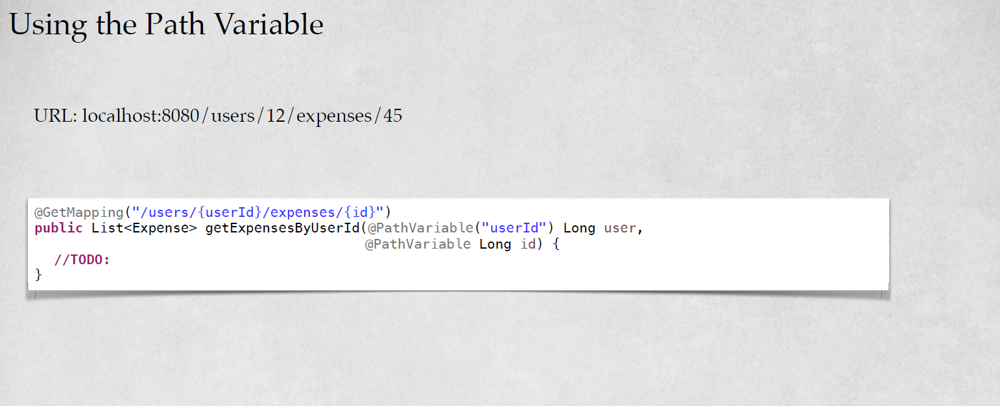 Using the Path Variable
URL: localhost:8080/users/12/expenses/45
@GetMapping("/users/{userId}/expenses/{id}")
public List<Expense> getExpensesByUserId(@PathVariable("userId") Long user,
@PathVariable Long id) {
//TODO:
}